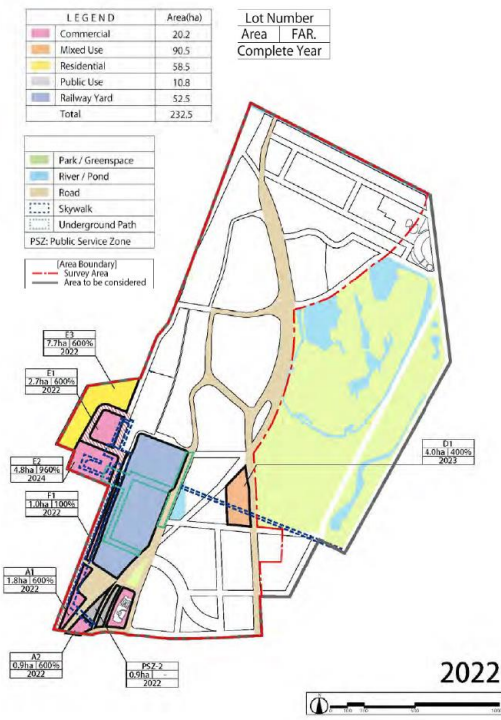 LEGEND Area(ha)
Commercial 20.2
Mixed Use 90.5
Residential 58.5
Public Use 10.8
Railway Yard 52.5
Total 232.5
Lot Number
Area FAR.
Complete Year
Park / Greenspace
River / Pond
Road
Skywalk
Underground Path
PSZ: Public Service Zone
[Area Boundary]
Survey Area
Area to be considered
E3
7.7ha 600%
2022
E1
2.7ha 600%
2022
E2
4.8ha 960%
2024
F1
1.0ha 100%
2022
D1
4.0ha 400%
2023
A1
1.8ha 600%
2022
A2
0.9ha 600%
2022
PSZ-2
0.9ha -
2022
2022